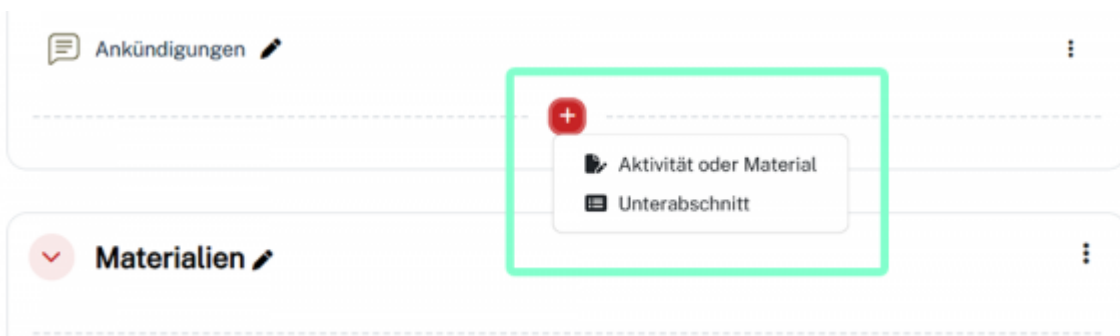 Ankündigungen
+
Aktivität oder Material
Unterabschnitt
Materialien